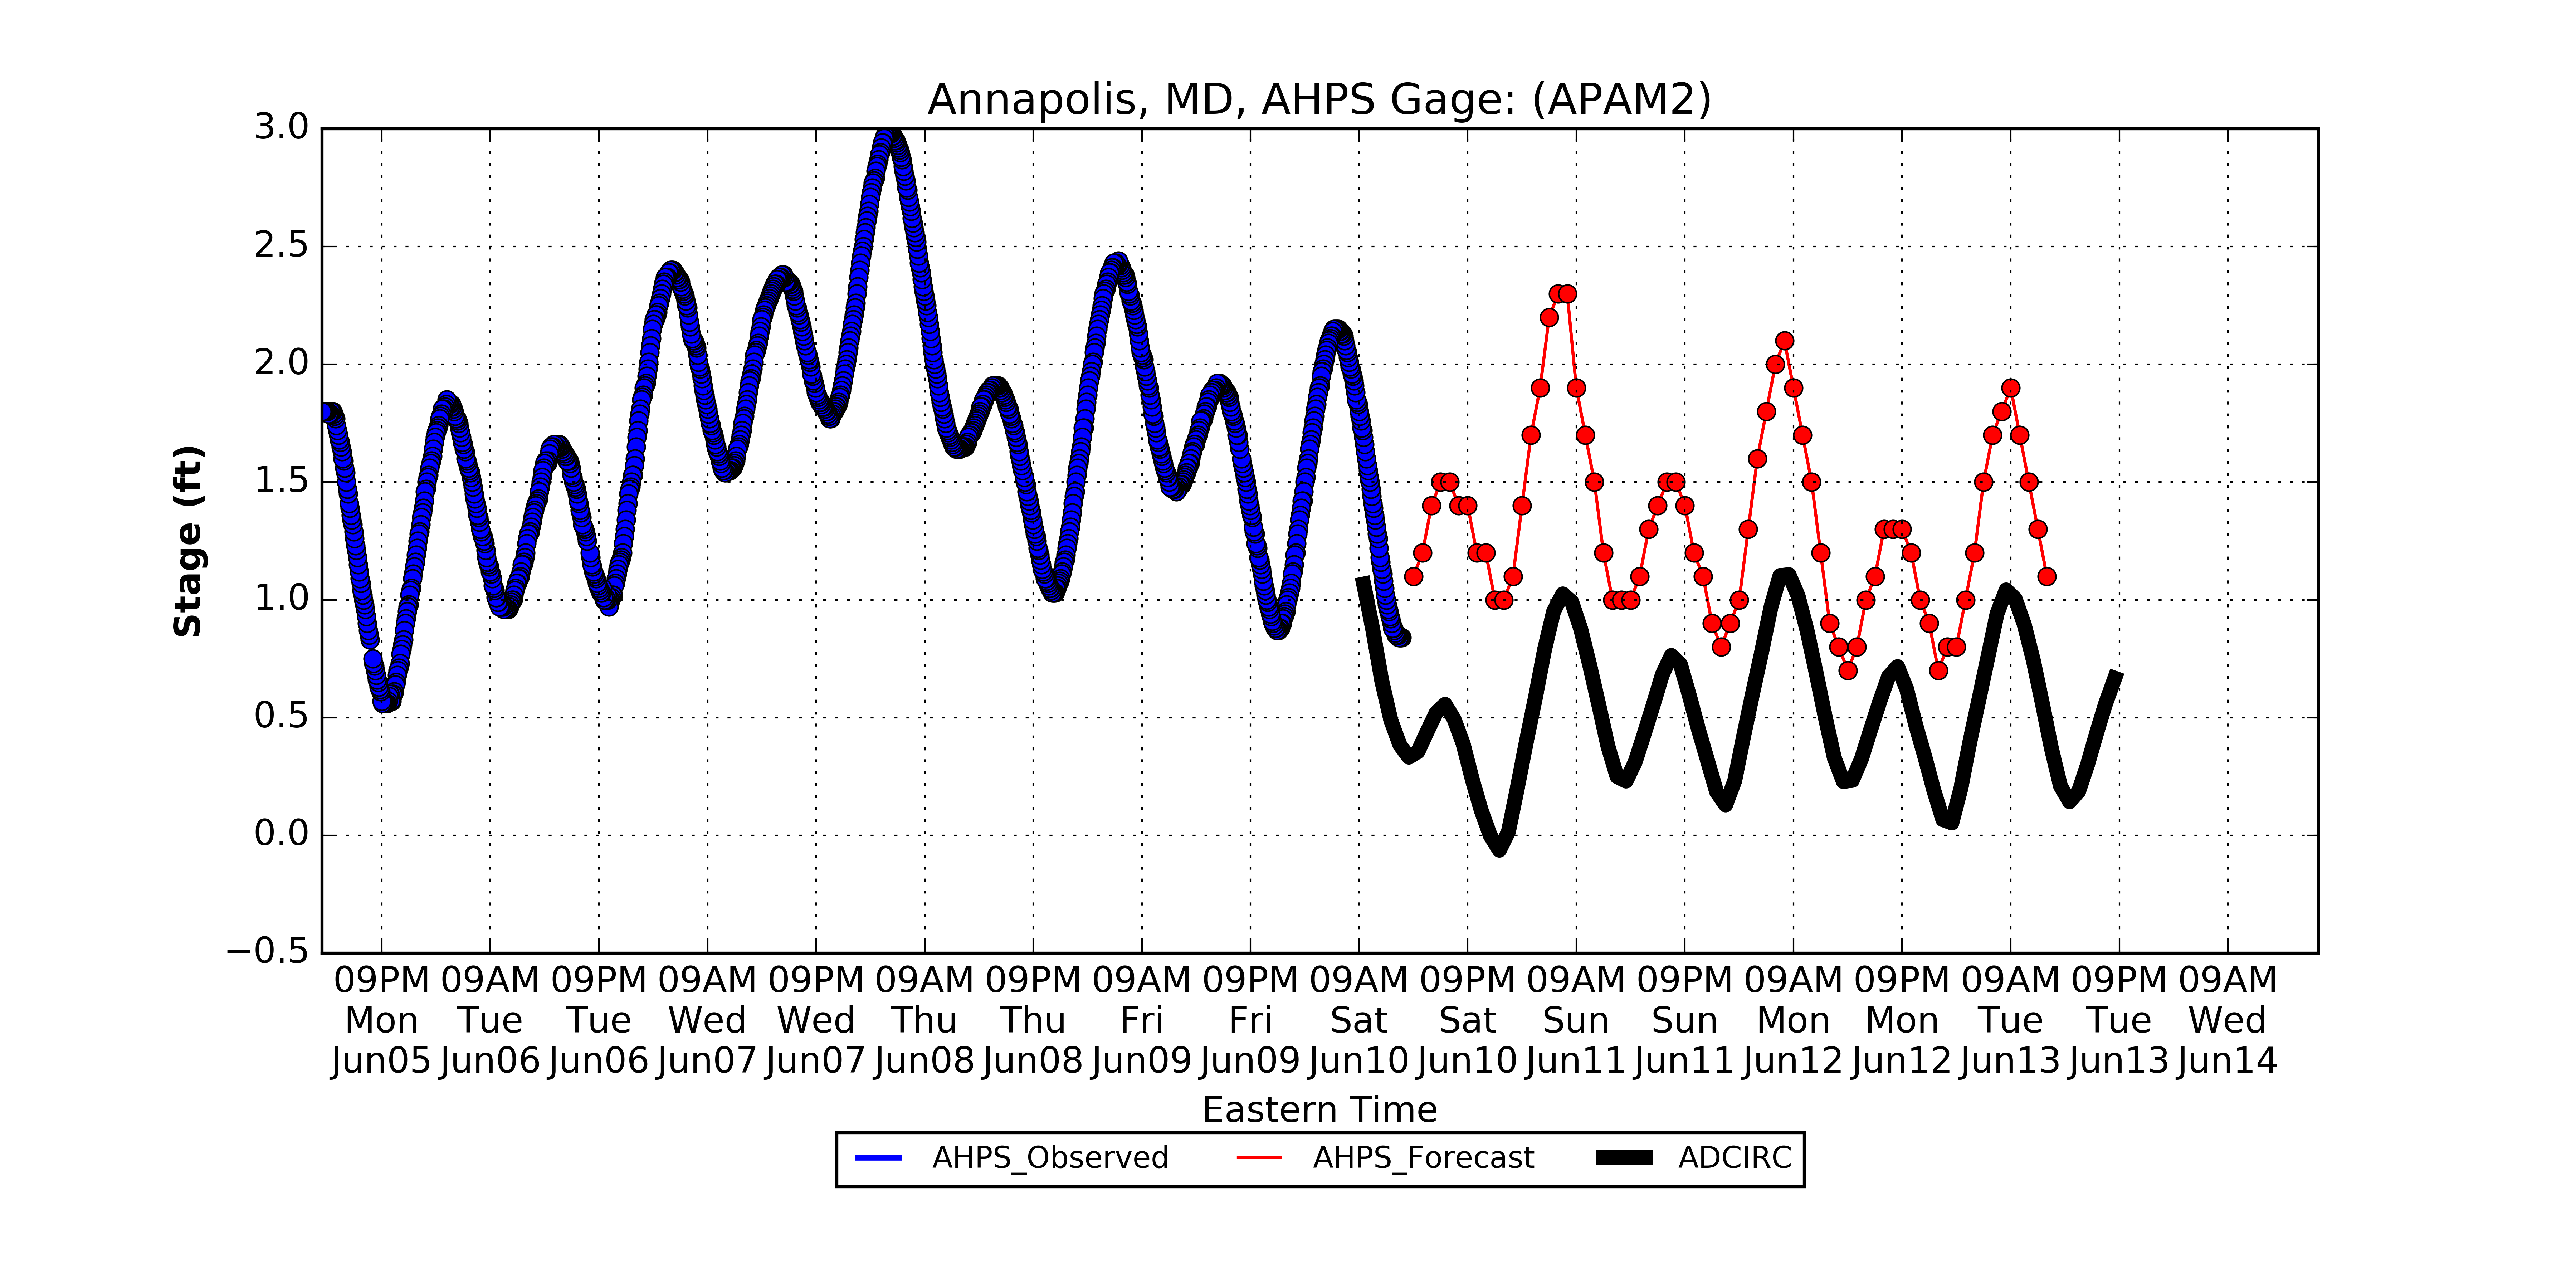 Annapolis, MD, AHPS Gage: (APAM2)
3.0
2.5
2.0
1.5
1.0
0.5
0.0
−0.5
Stage (ft)
09PM 09AM 09PM 09AM 09PM 09AM 09PM 09AM 09PM 09AM 09PM 09AM 09PM 09AM 09PM 09AM 09PM 09AM
Mon Tue Tue Wed Wed Thu Thu Fri Fri Sat Sat Sun Sun Mon Mon Tue Tue Wed
Jun05 Jun06 Jun06 Jun07 Jun07 Jun08 Jun08 Jun09 Jun09 Jun10 Jun10 Jun11 Jun11 Jun12 Jun12 Jun13 Jun13 Jun14
Eastern Time
AHPS_Observed AHPS_Forecast ADCIRC